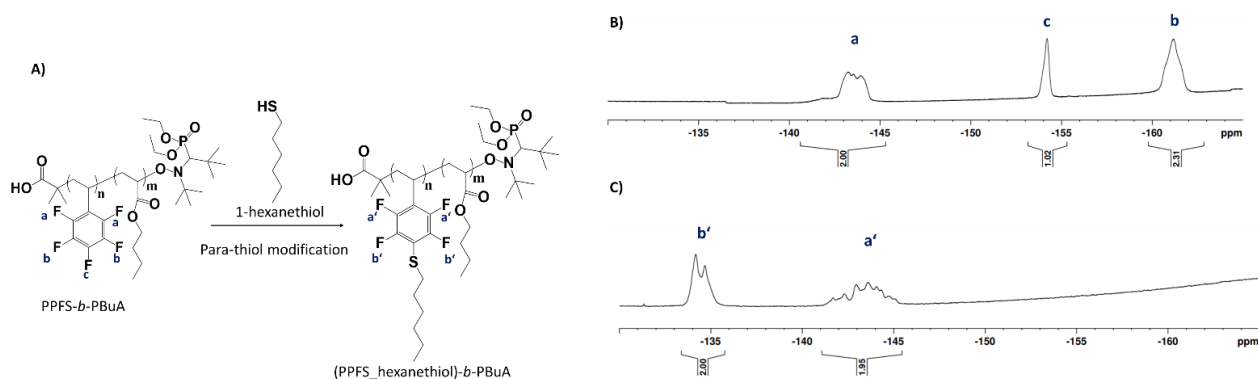 A)
HS
1-hexanethiol
Para-thiol modification
HO
O
n
m
O
N
O
O
P
O
O
O
F
F
a
a
F
F
b
b
F
c
PPFS-b-PBuA
HO
O
n
m
O
N
O
O
P
O
O
O
F
F
a‘
a‘
F
F
b‘
b‘
S
(PPFS_hexanethiol)-b-PBuA
B)
a
c
b
-135
-140
-145
-150
-155
-160
ppm
2.00
1.02
2.31
C)
b‘
a‘
-135
-140
-145
-150
-155
-160
ppm
2.00
1.95